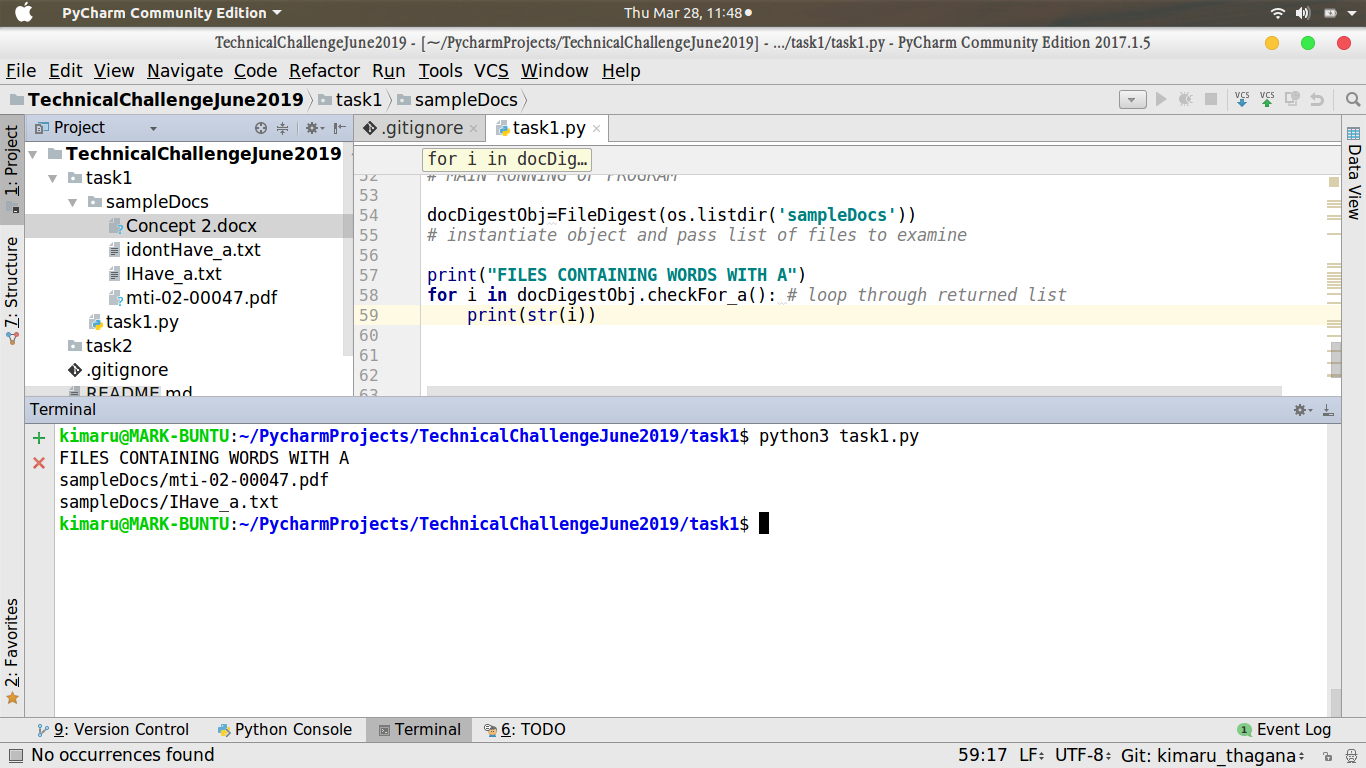 PyCharm Community Edition
Thu Mar 28, 11:48
TechnicalChallengeJune2019 - [~/PycharmProjects/TechnicalChallengeJune2019] - .../task1/task1.py - PyCharm Community Edition 2017.1.5
File Edit View Navigate Code Refactor Run Tools VCS Window Help
TechnicalChallengeJune2019 task1 sampleDocs
VCS VCS
1: Project
7: Structure
2: Favorites
Project
TechnicalChallengeJune2019
task1
sampleDocs
Concept 2.docx
idontHave_a.txt
IHave_a.txt
mti-02-00047.pdf
task1.py
task2
.gitignore
README.md
.gitignore task1.py
for i in docDig…
52 # MAIN RUNNING OF PROGRAM
53
54 docDigestObj=FileDigest(os.listdir('sampleDocs'))
55 # instantiate object and pass list of files to examine
56
57 print("FILES CONTAINING WORDS WITH A")
58 for i in docDigestObj.checkFor_a(): # loop through returned list
59 print(str(i))
60
61
62
63
Data View
Terminal
kimaru@MARK-BUNTU:~/PycharmProjects/TechnicalChallengeJune2019/task1$ python3 task1.py
FILES CONTAINING WORDS WITH A
sampleDocs/mti-02-00047.pdf
sampleDocs/IHave_a.txt
kimaru@MARK-BUNTU:~/PycharmProjects/TechnicalChallengeJune2019/task1$
9: Version Control Python Console Terminal 6: TODO 1 Event Log
No occurrences found 59:17 LF UTF-8 Git: kimaru_thagana